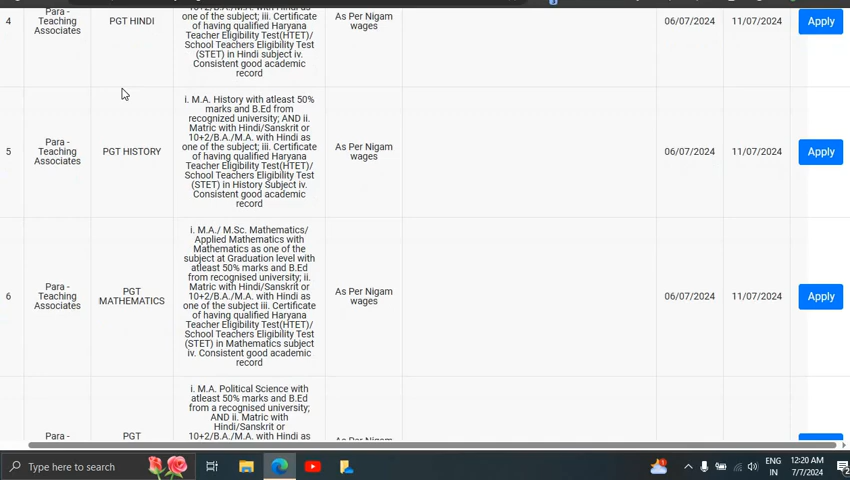 4
Para -
Teaching
Associates
PGT HINDI
one of the subject; iii. Certificate
of having qualified Haryana
Teacher Eligibility Test(HTET)/
School Teachers Eligibility Test
(STET) in Hindi subject iv.
Consistent good academic
record
As Per Nigam
wages
06/07/2024
11/07/2024
Apply
5
Para -
Teaching
Associates
PGT HISTORY
i. M.A. History with atleast 50%
marks and B.Ed from
recognized university; AND ii.
Matric with Hindi/Sanskrit or
10+2/B.A./M.A. with Hindi as
one of the subject; iii. Certificate
of having qualified Haryana
Teacher Eligibility Test(HTET)/
School Teachers Eligibility Test
(STET) in History Subject iv.
Consistent good academic
record
As Per Nigam
wages
06/07/2024
11/07/2024
Apply
6
Para -
Teaching
Associates
PGT
MATHEMATICS
i. M.A./ M.Sc. Mathematics/
Applied Mathematics with
Mathematics as one of the
subject at Graduation level with
atleast 50% marks and B.Ed
from recognised university; ii.
Matric with Hindi/Sanskrit or
10+2/B.A./M.A. with Hindi as
one of the subject iii. Certificate
of having qualified Haryana
Teacher Eligibility Test(HTET)/
School Teachers Eligibility Test
(STET) in Mathematics subject
iv. Consistent good academic
record
As Per Nigam
wages
06/07/2024
11/07/2024
Apply
Para -
PGT
i. M.A. Political Science with
atleast 50% marks and B.Ed
from a recognised university;
AND ii. Matric with
Hindi/Sanskrit or
10+2/B.A./M.A. with Hindi as
As Per Nigam
Type here to search
ENG
IN
12:20 AM
7/7/2024
2